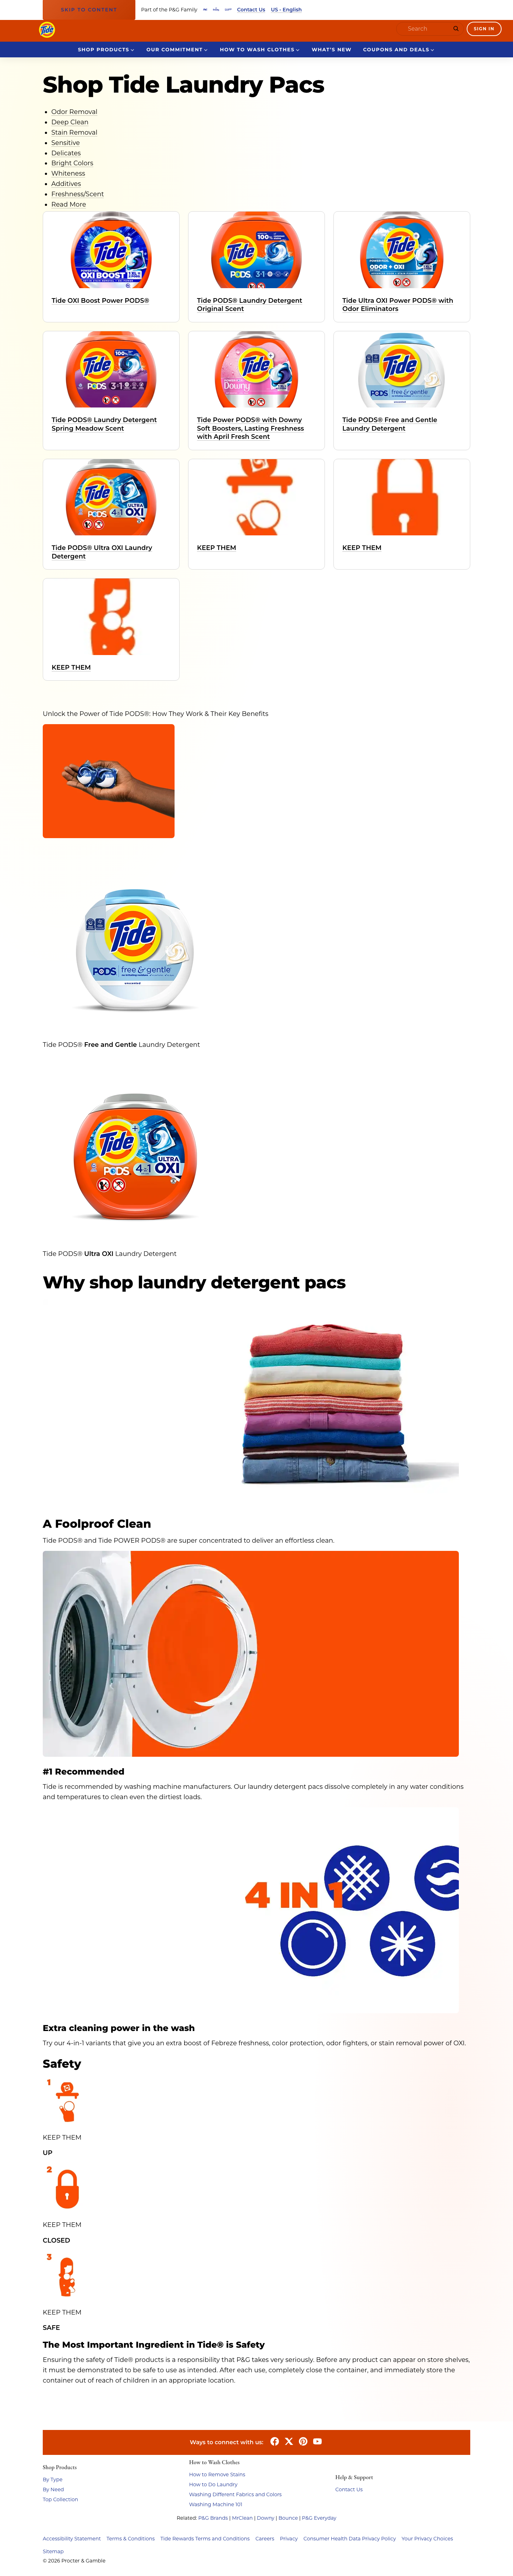 SKIP TO CONTENT
Part of the P&G Family
Contact Us
US - English
Tide
Search
SIGN IN
SHOP PRODUCTS
OUR COMMITMENT
HOW TO WASH CLOTHES
WHAT'S NEW
COUPONS AND DEALS
Shop Tide Laundry Pacs
Odor Removal
Deep Clean
Stain Removal
Sensitive
Delicates
Bright Colors
Whiteness
Additives
Freshness/Scent
Read More
Tide OXI Boost Power PODS®
Tide PODS® Laundry Detergent
Original Scent
Tide Ultra OXI Power PODS® with
Odor Eliminators
Tide PODS® Laundry Detergent
Spring Meadow Scent
Tide Power PODS® with Downy
Soft Boosters, Lasting Freshness
with April Fresh Scent
Tide PODS® Free and Gentle
Laundry Detergent
Tide PODS® Ultra OXI Laundry
Detergent
KEEP THEM
KEEP THEM
KEEP THEM
Unlock the Power of Tide PODS®: How They Work & Their Key Benefits
Tide
PODS free & gentle
Tide PODS® Free and Gentle Laundry Detergent
Tide
PODS 4 in 1 ULTRA OXI
Tide PODS® Ultra OXI Laundry Detergent
Why shop laundry detergent pacs
A Foolproof Clean
Tide PODS® and Tide POWER PODS® are super concentrated to deliver an effortless clean.
#1 Recommended
Tide is recommended by washing machine manufacturers. Our laundry detergent pacs dissolve completely in any water conditions
and temperatures to clean even the dirtiest loads.
4 IN 1
Extra cleaning power in the wash
Try our 4-in-1 variants that give you an extra boost of Febreze freshness, color protection, odor fighters, or stain removal power of OXI.
Safety
1
KEEP THEM
UP
2
KEEP THEM
CLOSED
3
KEEP THEM
SAFE
The Most Important Ingredient in Tide® is Safety
Ensuring the safety of Tide® products is a responsibility that P&G takes very seriously. Before any product can appear on store shelves,
it must be demonstrated to be safe to use as intended. After each use, completely close the container, and immediately store the
container out of reach of children in an appropriate location.
Ways to connect with us:
Shop Products
By Type
By Need
Top Collection
How to Wash Clothes
How to Remove Stains
How to Do Laundry
Washing Different Fabrics and Colors
Washing Machine 101
Help & Support
Contact Us
Related: P&G Brands | MrClean | Downy | Bounce | P&G Everyday
Accessibility Statement
Terms & Conditions
Tide Rewards Terms and Conditions
Careers
Privacy
Consumer Health Data Privacy Policy
Your Privacy Choices
Sitemap
© 2026 Procter & Gamble